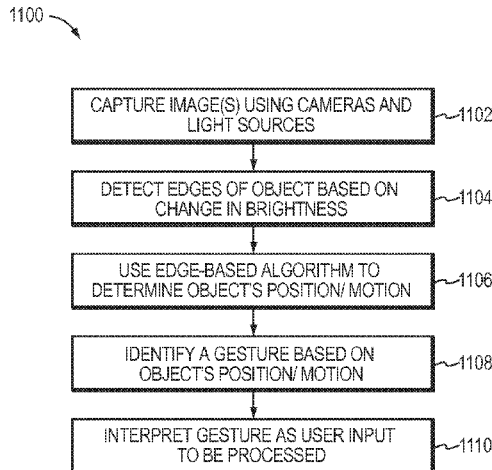 1100
CAPTURE IMAGE(S) USING CAMERAS AND
LIGHT SOURCES
1102
DETECT EDGES OF OBJECT BASED ON
CHANGE IN BRIGHTNESS
1104
USE EDGE-BASED ALGORITHM TO
DETERMINE OBJECT'S POSITION/ MOTION
1106
IDENTIFY A GESTURE BASED ON
OBJECT'S POSITION/ MOTION
1108
INTERPRET GESTURE AS USER INPUT
TO BE PROCESSED
1110